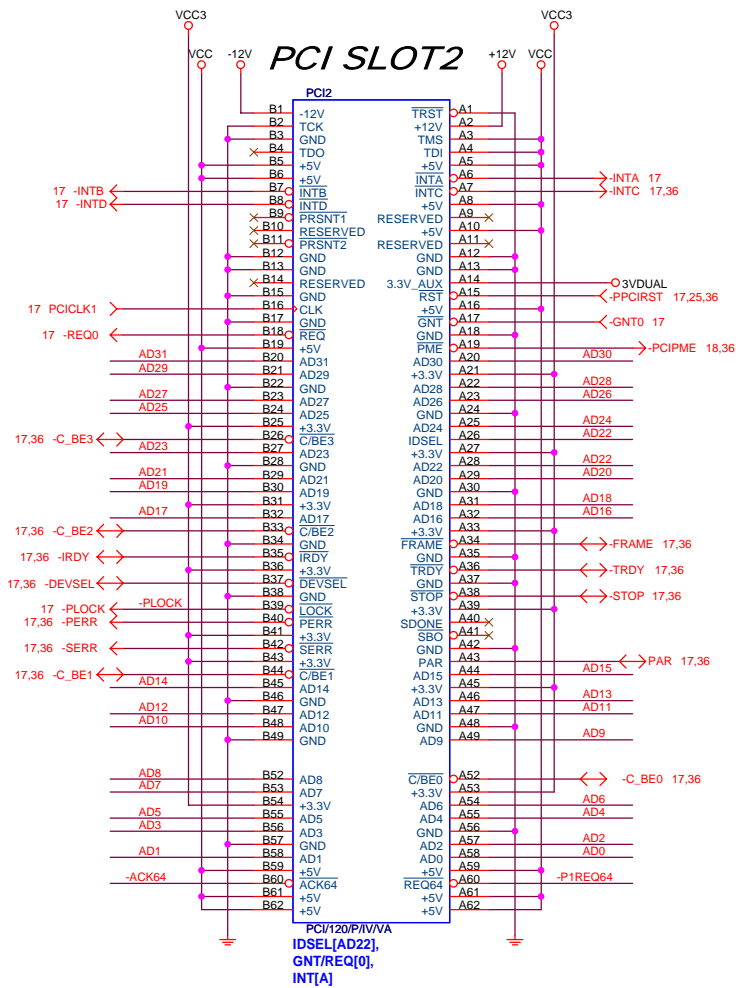 VCC3 VCC3
VCC -12V PCI SLOT2 +12V VCC
PCI2
B1 -12V TRST A1
B2 TCK +12V A2
B3 GND TMS A3
B4 TDO TDI A4
B5 +5V +5V A5
B6 +5V INTA A6 -INTA 17
17 -INTB B7 INTB INTC A7 -INTC 17,36
17 -INTD B8 INTD +5V A8
B9 PRSNT1 RESERVED A9
B10 RESERVED +5V A10
B11 PRSNT2 RESERVED A11
B12 GND GND A12
B13 GND GND A13
B14 RESERVED 3.3V_AUX A14 3VDUAL
B15 GND RST A15 -PPCIRST 17,25,36
17 PCICLK1 B16 CLK +5V A16
B17 GND GNT A17 -GNT0 17
17 -REQ0 B18 REQ GND A18
B19 +5V PME A19 -PCIPME 18,36
AD31 B20 AD31 AD30 A20 AD30
AD29 B21 AD29 +3.3V A21
B22 GND AD28 A22 AD28
AD27 B23 AD27 AD26 A23 AD26
AD25 B24 AD25 GND A24
B25 +3.3V AD24 A25 AD24
17,36 -C_BE3 B26 C/BE3 IDSEL A26 AD22
AD23 B27 AD23 +3.3V A27
B28 GND AD22 A28 AD22
AD21 B29 AD21 AD20 A29 AD20
AD19 B30 AD19 GND A30
B31 +3.3V AD18 A31 AD18
AD17 B32 AD17 AD16 A32 AD16
17,36 -C_BE2 B33 C/BE2 +3.3V A33
B34 GND FRAME A34 -FRAME 17,36
17,36 -IRDY B35 IRDY GND A35
B36 +3.3V TRDY A36 -TRDY 17,36
17,36 -DEVSEL B37 DEVSEL GND A37
B38 GND STOP A38 -STOP 17,36
17 -PLOCK -PLOCK B39 LOCK +3.3V A39
17,36 -PERR B40 PERR SDONE A40
B41 +3.3V SBO A41
17,36 -SERR B42 SERR GND A42
B43 +3.3V PAR A43 PAR 17,36
17,36 -C_BE1 B44 C/BE1 AD15 A44 AD15
AD14 B45 AD14 +3.3V A45
B46 GND AD13 A46 AD13
AD12 B47 AD12 AD11 A47 AD11
AD10 B48 AD10 GND A48
B49 GND AD9 A49 AD9
AD8 B52 AD8 C/BE0 A52 -C_BE0 17,36
AD7 B53 AD7 +3.3V A53
B54 +3.3V AD6 A54 AD6
AD5 B55 AD5 AD4 A55 AD4
AD3 B56 AD3 GND A56
B57 GND AD2 A57 AD2
AD1 B58 AD1 AD0 A58 AD0
B59 +5V +5V A59
-ACK64 B60 ACK64 REQ64 A60 -P1REQ64
B61 +5V +5V A61
B62 +5V +5V A62
PCI/120/P/IV/VA
IDSEL[AD22],
GNT/REQ[0],
INT[A]